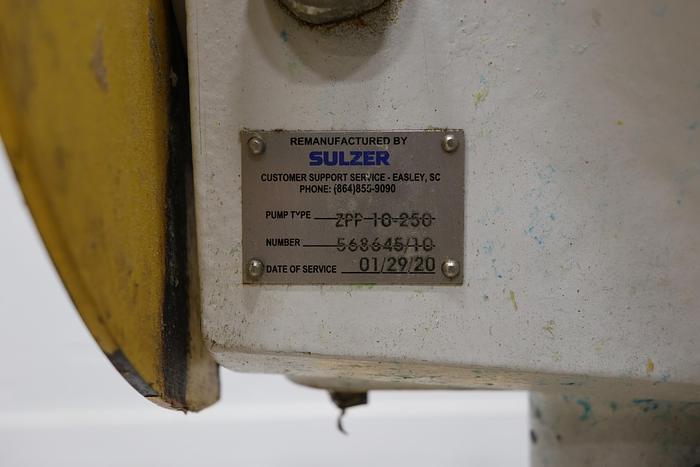 REMANUFACTURED BY
SULZER
CUSTOMER SUPPORT SERVICE - EASLEY, SC
PHONE: (864)855-9090
PUMP TYPE ZPP 10-250
NUMBER 568645/10
DATE OF SERVICE 01/29/20